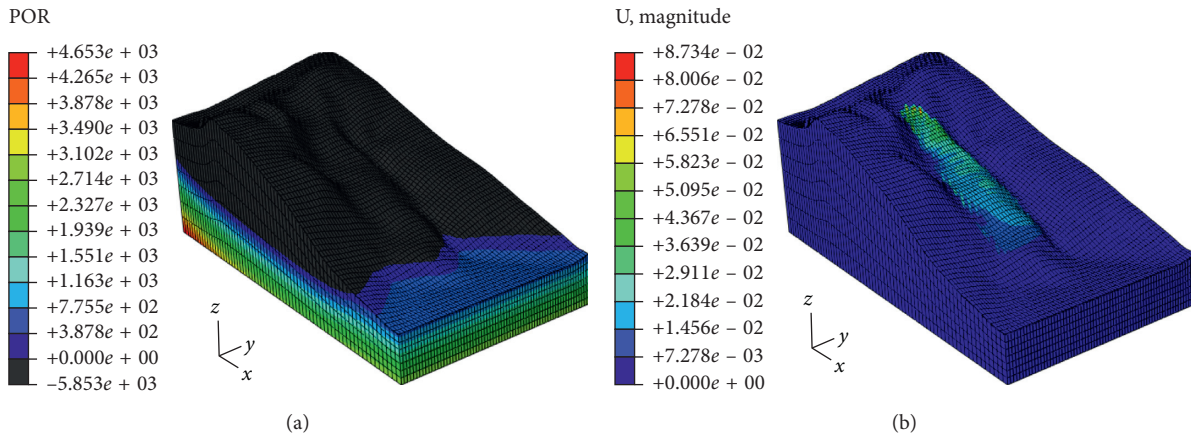 POR
+4.653e + 03
+4.265e + 03
+3.878e + 03
+3.490e + 03
+3.102e + 03
+2.714e + 03
+2.327e + 03
+1.939e + 03
+1.551e + 03
+1.163e + 03
+7.755e + 02
+3.878e + 02
+0.000e + 00
−5.853e + 03
z
y
x
(a)
U, magnitude
+8.734e − 02
+8.006e − 02
+7.278e − 02
+6.551e − 02
+5.823e − 02
+5.095e − 02
+4.367e − 02
+3.639e − 02
+2.911e − 02
+2.184e − 02
+1.456e − 02
+7.278e − 03
+0.000e + 00
z
y
x
(b)